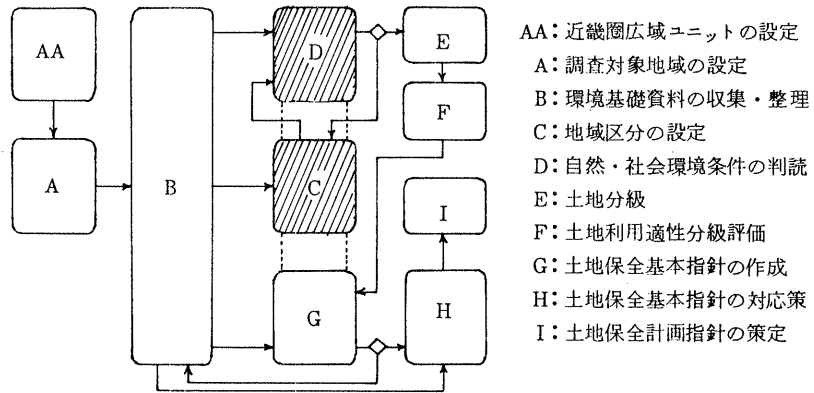 AA
A
B
D
C
G
E
F
I
H
AA：近畿圏広域ユニットの設定
A：調査対象地域の設定
B：環境基礎資料の収集・整理
C：地域区分の設定
D：自然・社会環境条件の判読
E：土地分級
F：土地利用適性分級評価
G：土地保全基本指針の作成
H：土地保全基本指針の対応策
I：土地保全計画指針の策定